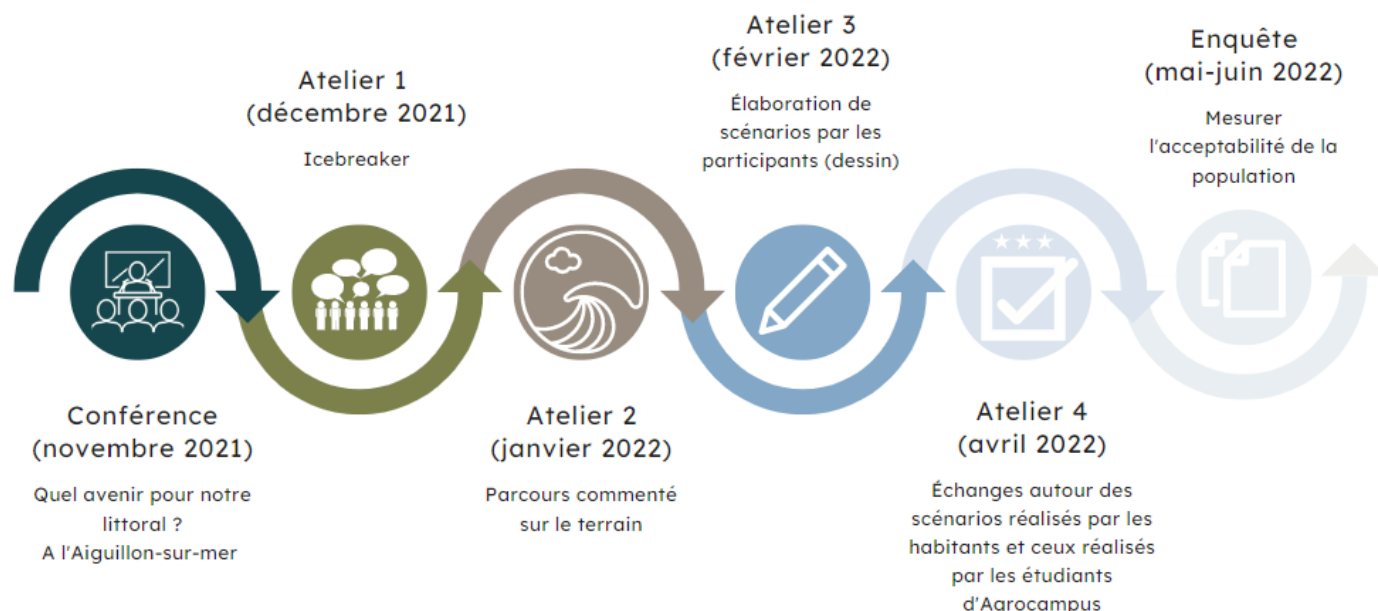 Conférence
(novembre 2021)
Quel avenir pour notre
littoral ?
A l'Aiguillon-sur-mer
Atelier 1
(décembre 2021)
Icebreaker
Atelier 2
(janvier 2022)
Parcours commenté
sur le terrain
Atelier 3
(février 2022)
Élaboration de
scénarios par les
participants (dessin)
Atelier 4
(avril 2022)
Échanges autour des
scénarios réalisés par les
habitants et ceux réalisés
par les étudiants
d'Agrocampus
Enquête
(mai-juin 2022)
Mesurer
l'acceptabilité de la
population